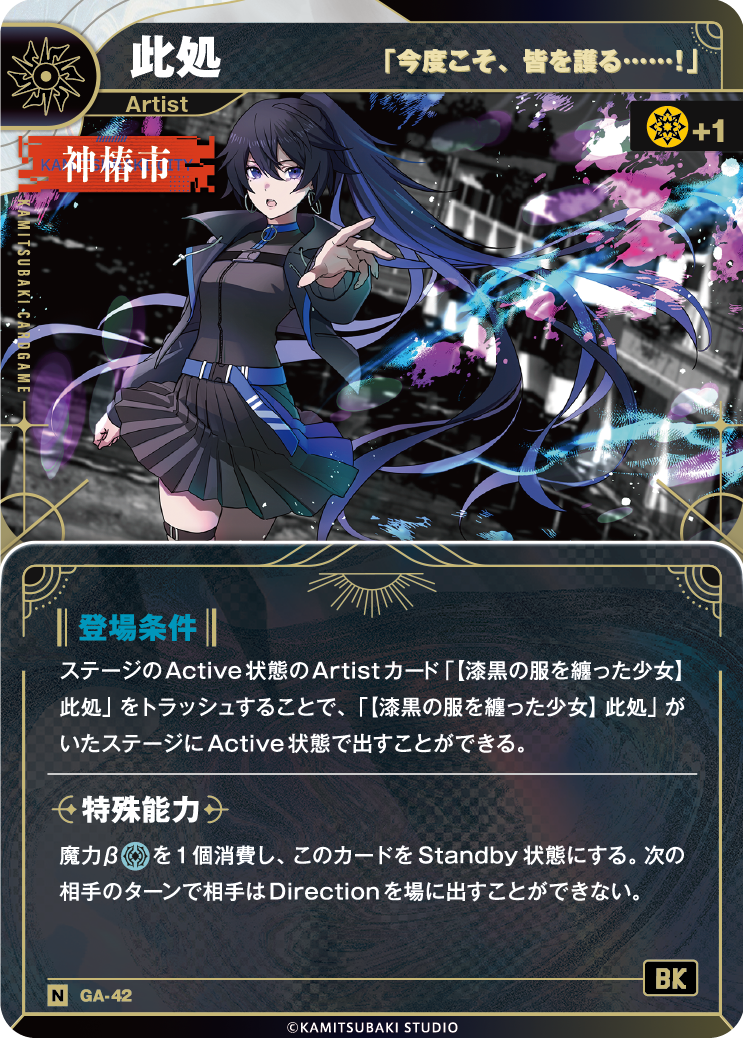 此処
「今度こそ、皆を護る……!」
Artist
+1
神椿市
KAMITSUBAKI CARDGAME
登場条件
ステージのActive状態のArtistカード「【漆黒の服を纏った少女】
此処」をトラッシュすることで、「【漆黒の服を纏った少女】此処」が
いたステージにActive状態で出すことができる。
特殊能力
魔力βを1個消費し、このカードをStandby状態にする。次の
相手のターンで相手はDirectionを場に出すことができない。
BK
N GA-42
©KAMITSUBAKI STUDIO